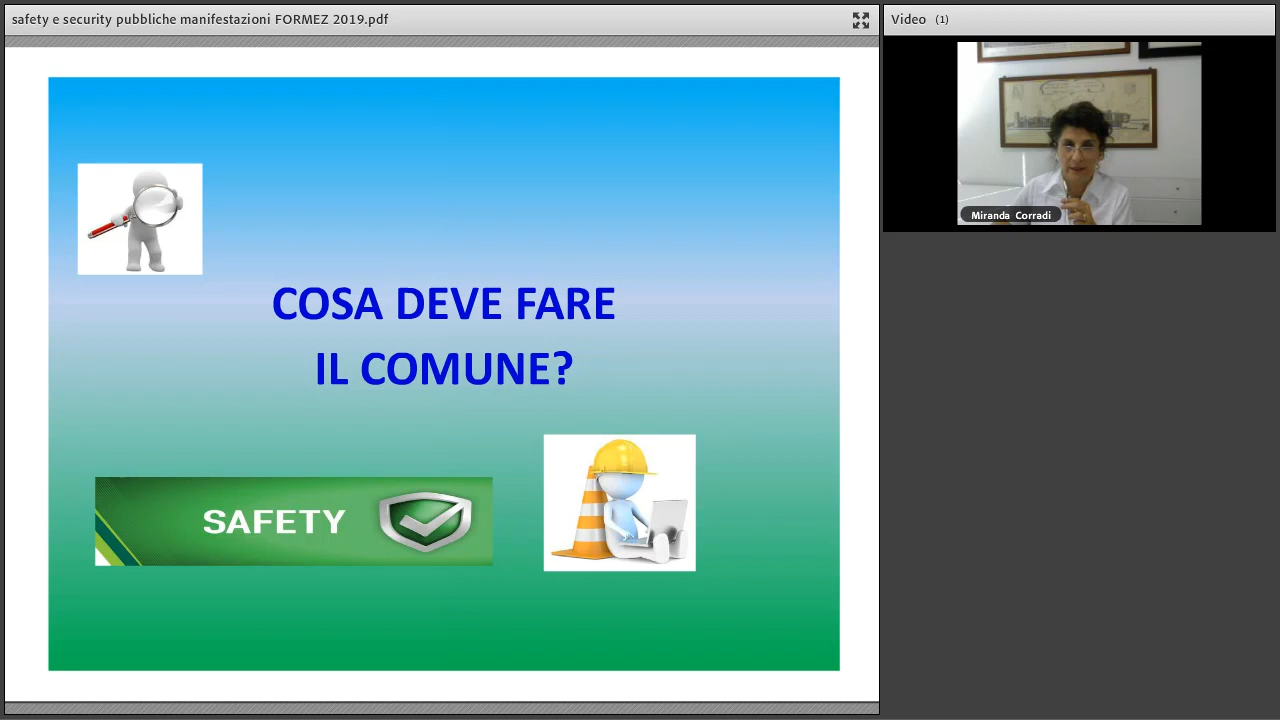 safety e security pubbliche manifestazioni FORMEZ 2019.pdf
Video (1)
Miranda Corradi
COSA DEVE FARE
IL COMUNE?
SAFETY